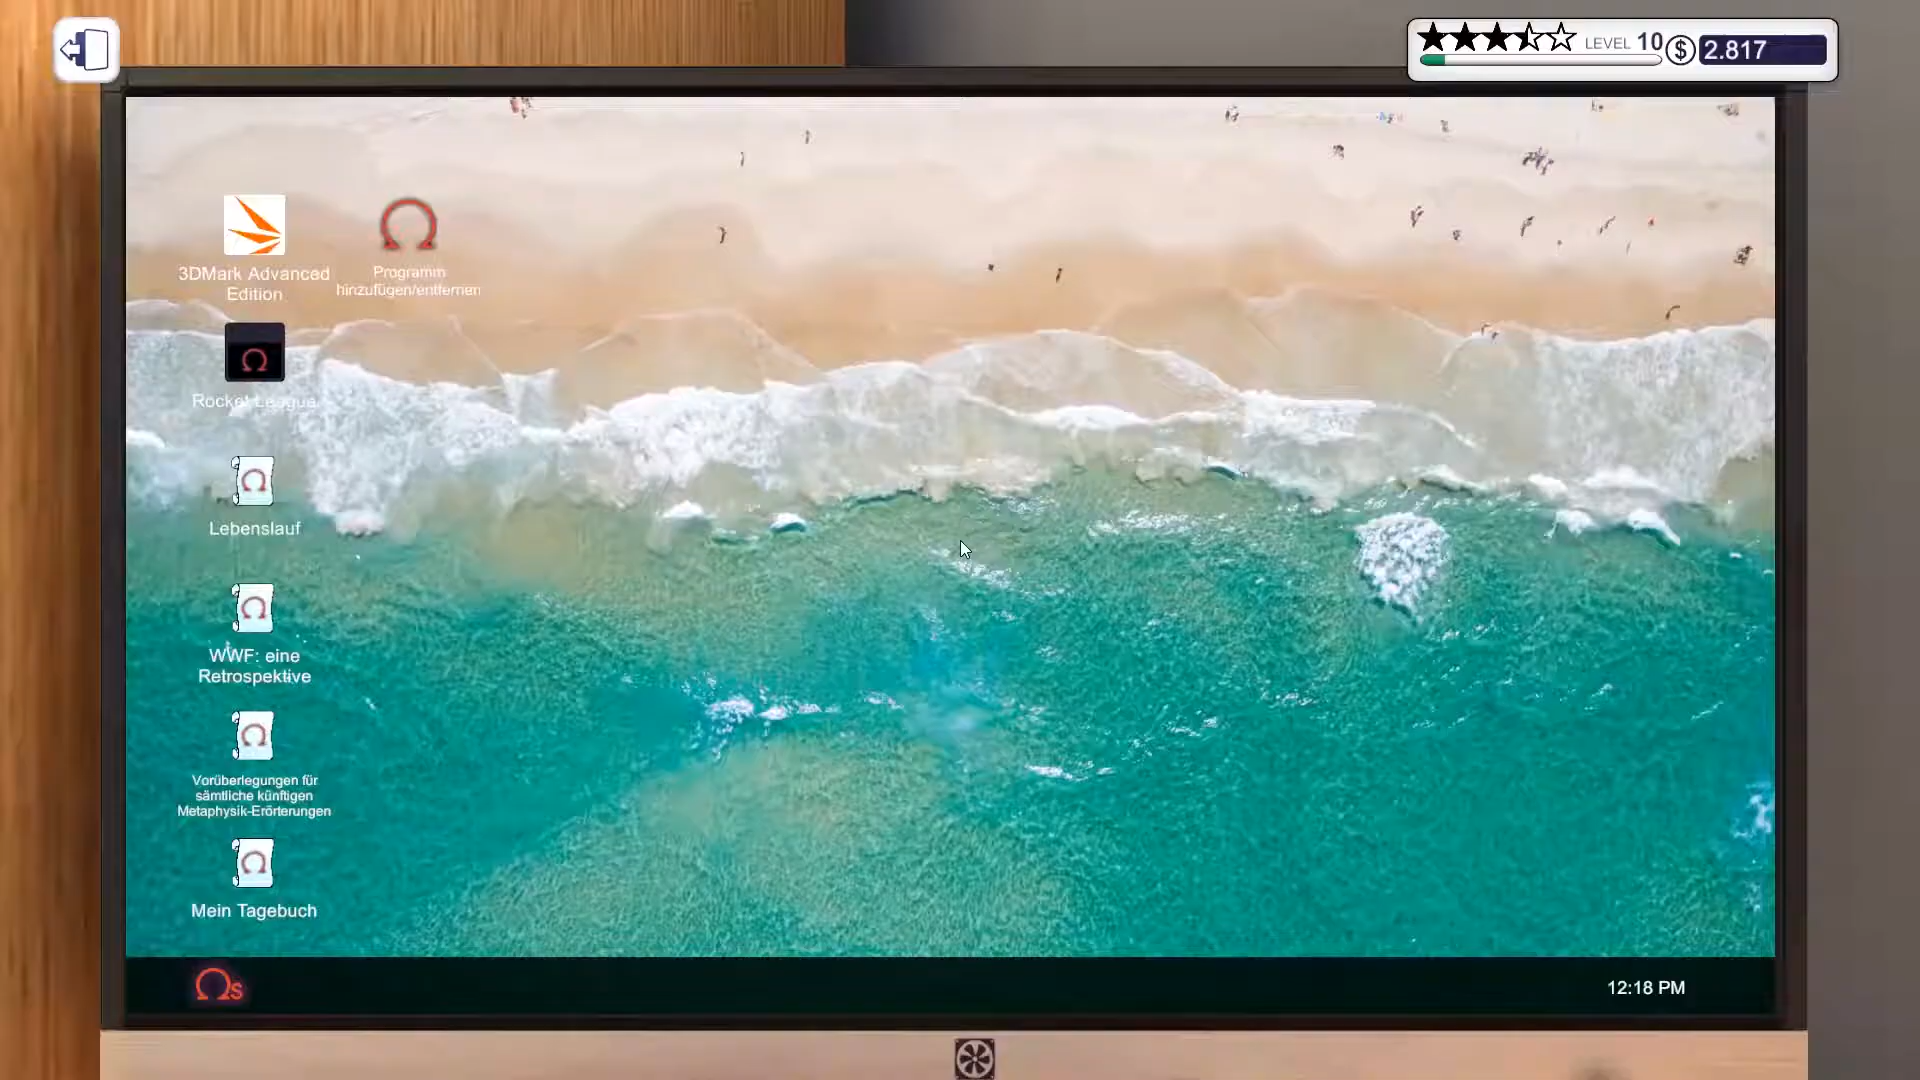 LEVEL 10
$ 2.817
3DMark Advanced
Edition
Programm
hinzufügen/entfernen
Rocket League
Lebenslauf
WWF: eine
Retrospektive
Vorüberlegungen für
sämtliche künftigen
Metaphysik-Erörterungen
Mein Tagebuch
Ωs
12:18 PM